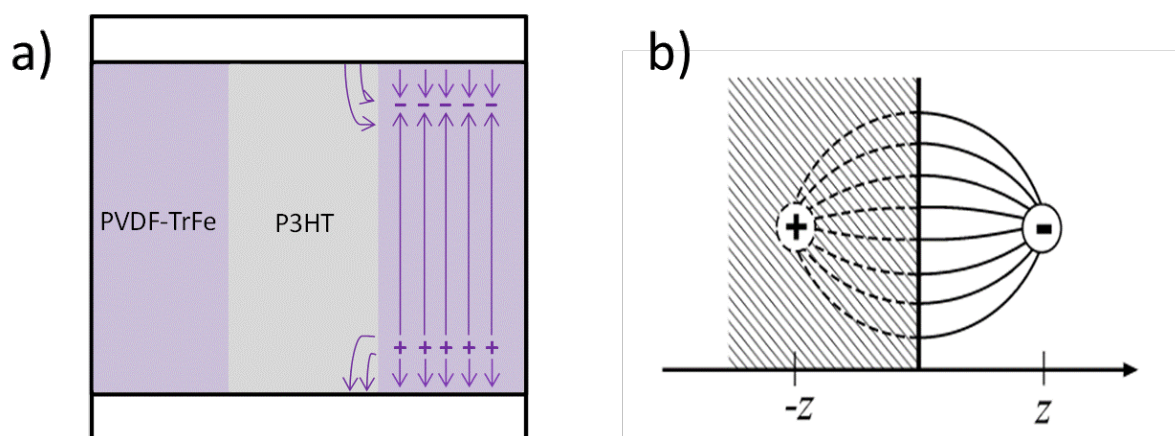 a)
PVDF-TrFe
P3HT
- - - - -
+ + + + +
b)
+
-
-z
z